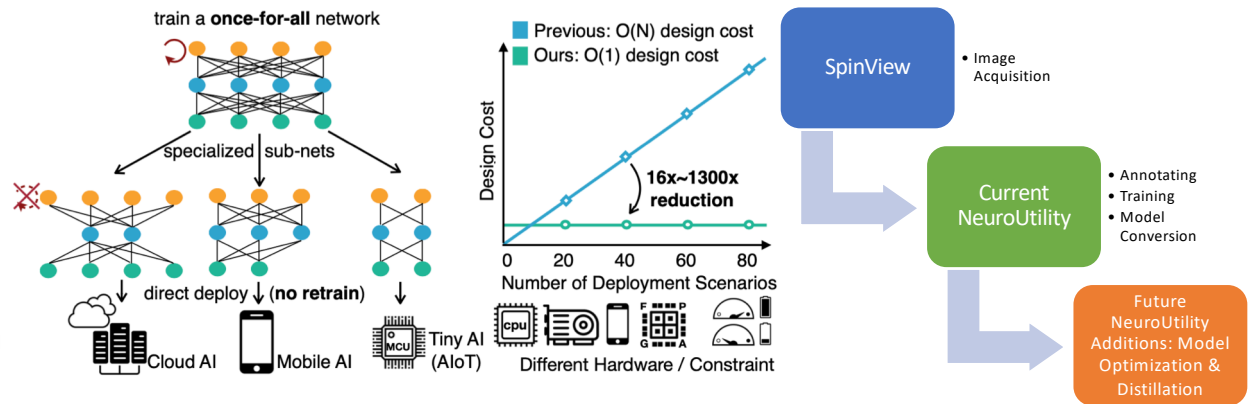 train a once-for-all network
specialized sub-nets
direct deploy (no retrain)
Cloud AI
Mobile AI
MCU
Tiny AI
(AIoT)
Previous: O(N) design cost
Ours: O(1) design cost
Design Cost
16x~1300x
reduction
0 20 40 60 80
Number of Deployment Scenarios
cpu
F P
G A
Different Hardware / Constraint
SpinView
• Image
Acquisition
Current
NeuroUtility
• Annotating
• Training
• Model
Conversion
Future
NeuroUtility
Additions: Model
Optimization &
Distillation